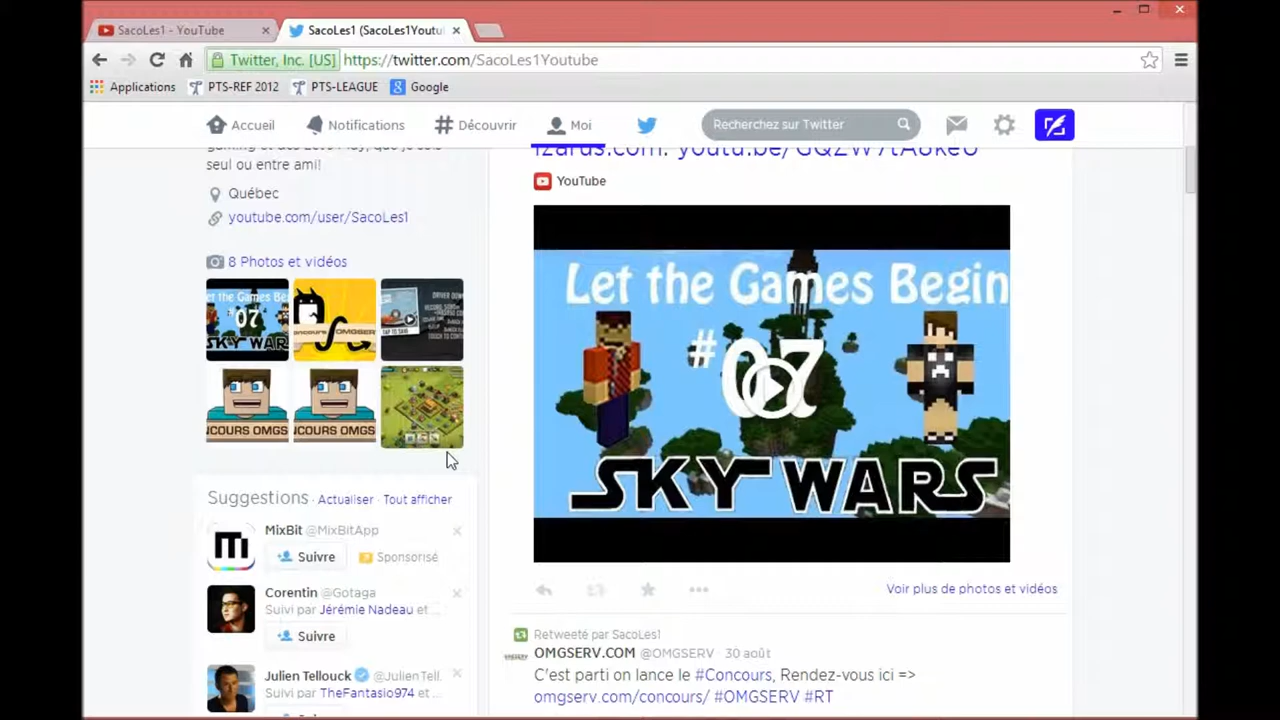 SacoLes1 - YouTube
SacoLes1 (SacoLes1Youtu
Twitter, Inc. [US] https://twitter.com/SacoLes1Youtube
Applications PTS-REF 2012 PTS-LEAGUE Google
Accueil Notifications Découvrir Moi Recherchez sur Twitter
seul ou entre ami!
Québec
youtube.com/user/SacoLes1
8 Photos et vidéos
YouTube
Let the Games Begin
#07
SKY WARS
Voir plus de photos et vidéos
Suggestions · Actualiser · Tout afficher
MixBit @MixBitApp
Suivre Sponsorisé
Corentin @Gotaga
Suivi par Jérémie Nadeau et ...
Suivre
Julien Tellouck @JulienTell.
Suivi par TheFantasio974 et ...
Retweeté par SacoLes1
OMGSERV.COM @OMGSERV · 30 août
C'est parti on lance le #Concours, Rendez-vous ici =>
omgserv.com/concours/ #OMGSERV #RT